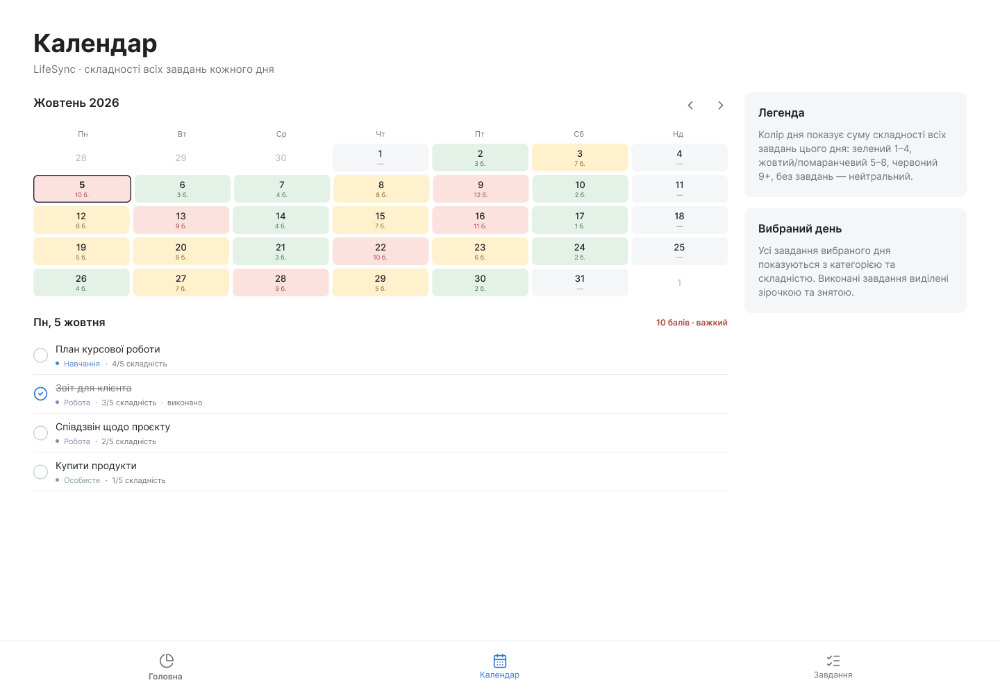 Календар
LifeSync · складності всіх завдань кожного дня
Жовтень 2026
Пн Вт Ср Чт Пт Сб Нд
28 29 30 1 2 3 4
— 3 б. 7 б. —
5 6 7 8 9 10 11
10 б. 3 б. 4 б. 8 б. 12 б. 2 б. —
12 13 14 15 16 17 18
6 б. 9 б. 4 б. 7 б. 11 б. 1 б. —
19 20 21 22 23 24 25
5 б. 8 б. 3 б. 10 б. 6 б. 2 б. —
26 27 28 29 30 31 1
4 б. 7 б. 9 б. 5 б. 2 б. —
Пн, 5 жовтня
10 балів · важкий
План курсової роботи
Навчання · 4/5 складність
Звіт для клієнта
Робота · 3/5 складність · виконано
Співдзвін щодо проєкту
Робота · 2/5 складність
Купити продукти
Особисте · 1/5 складність
Легенда
Колір дня показує суму складності всіх
завдань цього дня: зелений 1–4,
жовтий/помаранчевий 5–8, червоний
9+, без завдань — нейтральний.
Вибраний день
Усі завдання вибраного дня
показуються з категорією та
складністю. Виконані завдання виділені
зірочкою та знятою.
Головна
Календар
Завдання